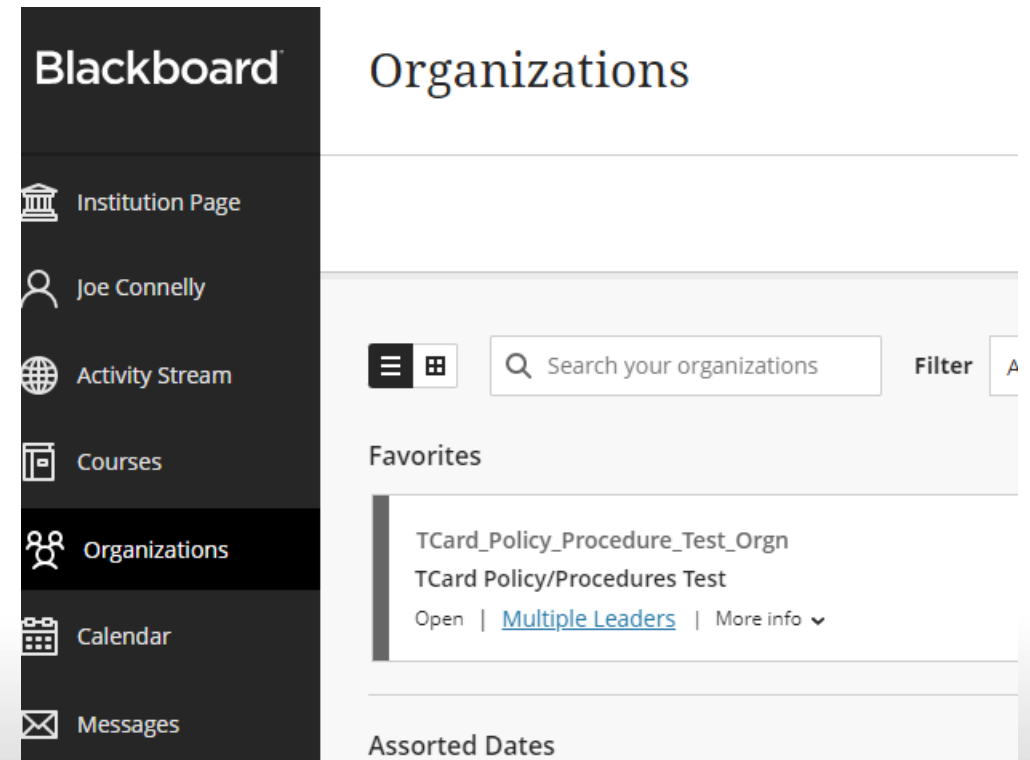 Blackboard
Institution Page
Joe Connelly
Activity Stream
Courses
Organizations
Calendar
Messages
Organizations
Search your organizations
Filter
A
Favorites
TCard_Policy_Procedure_Test_Orgn
TCard Policy/Procedures Test
Open | Multiple Leaders | More info
Assorted Dates